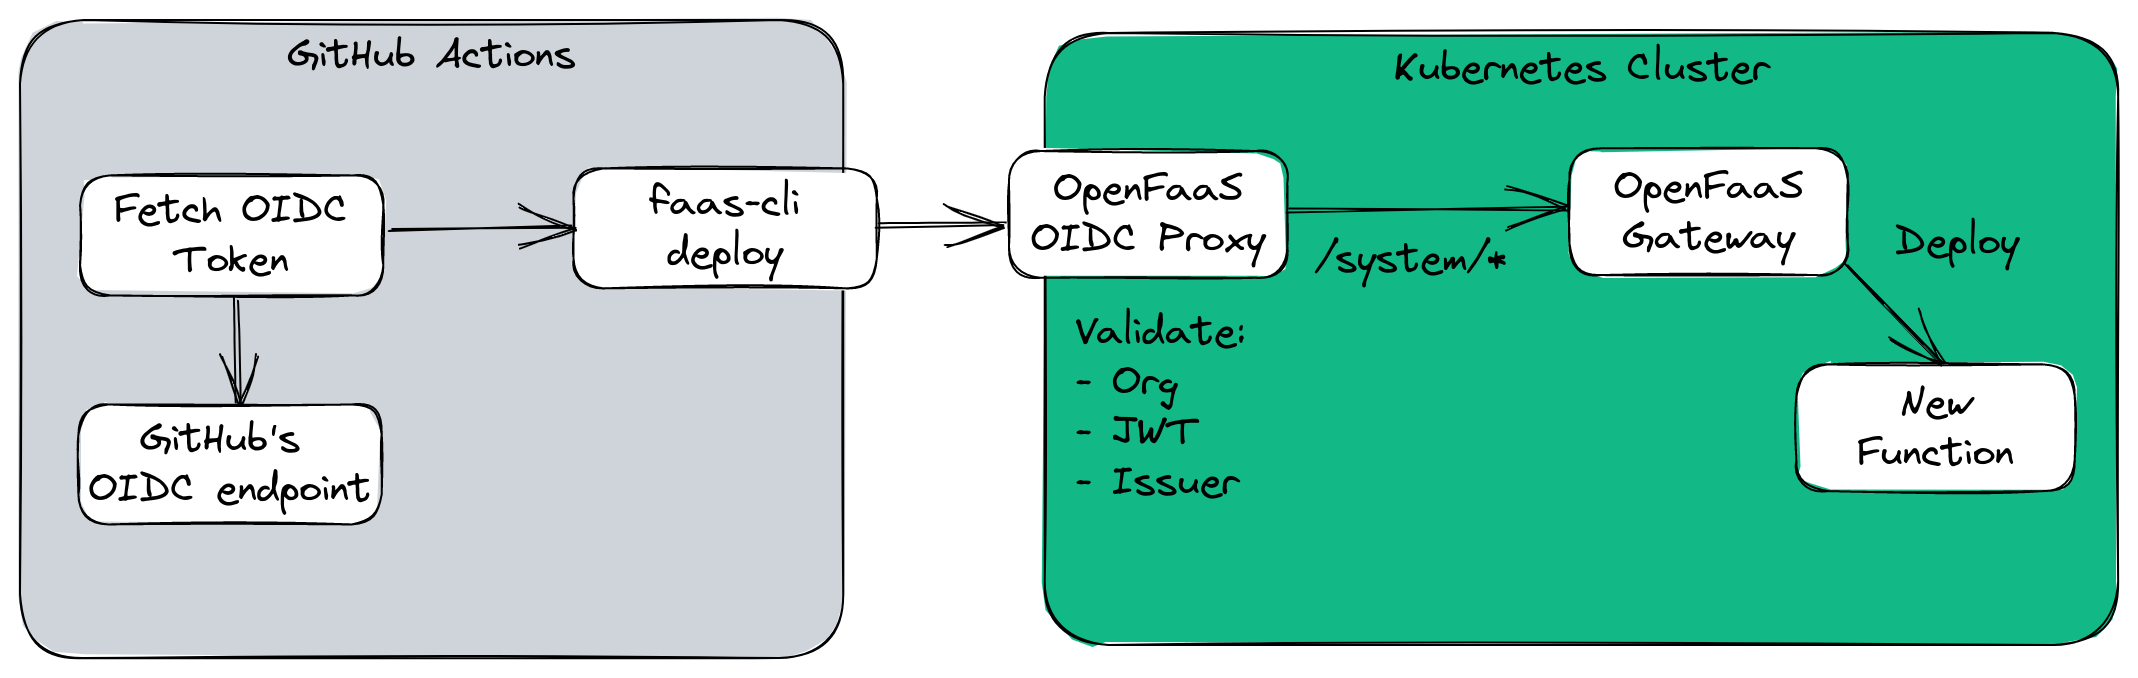 GitHub Actions
Fetch OIDC
Token
GitHub's
OIDC endpoint
faas-cli
deploy
Kubernetes Cluster
OpenFaaS
OIDC Proxy
/system/*
Validate:
- Org
- JWT
- Issuer
OpenFaaS
Gateway
Deploy
New
Function